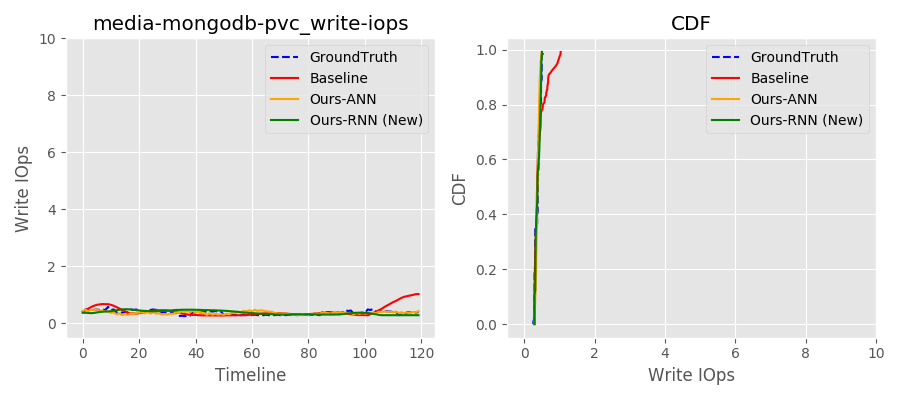 media-mongodb-pvc_write-iops
Write IOps
10
8
6
4
2
0
0 20 40 60 80 100 120
Timeline
GroundTruth
Baseline
Ours-ANN
Ours-RNN (New)
CDF
CDF
1.0
0.8
0.6
0.4
0.2
0.0
0 2 4 6 8 10
Write IOps
GroundTruth
Baseline
Ours-ANN
Ours-RNN (New)